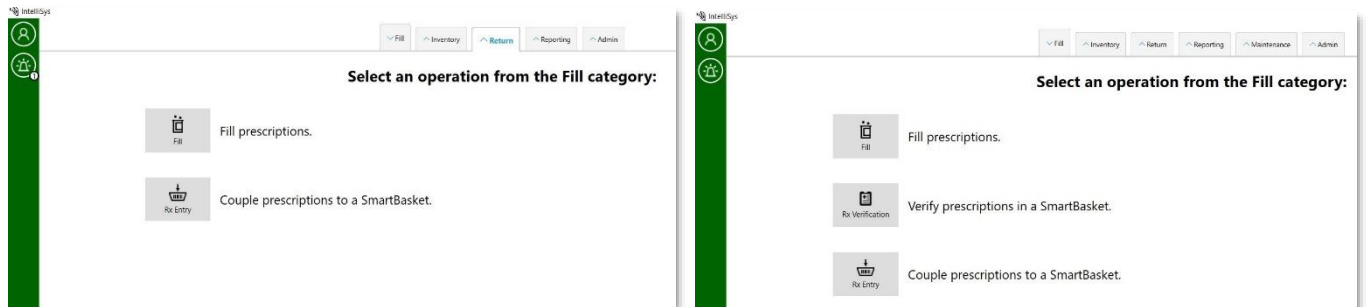 IntelliSys
Fill Inventory Return Reporting Admin
1
Select an operation from the Fill category:
Fill
Fill prescriptions.
Rx Entry
Couple prescriptions to a SmartBasket.
IntelliSys
Fill Inventory Return Reporting Maintenance Admin
Select an operation from the Fill category:
Fill
Fill prescriptions.
Rx Verification
Verify prescriptions in a SmartBasket.
Rx Entry
Couple prescriptions to a SmartBasket.